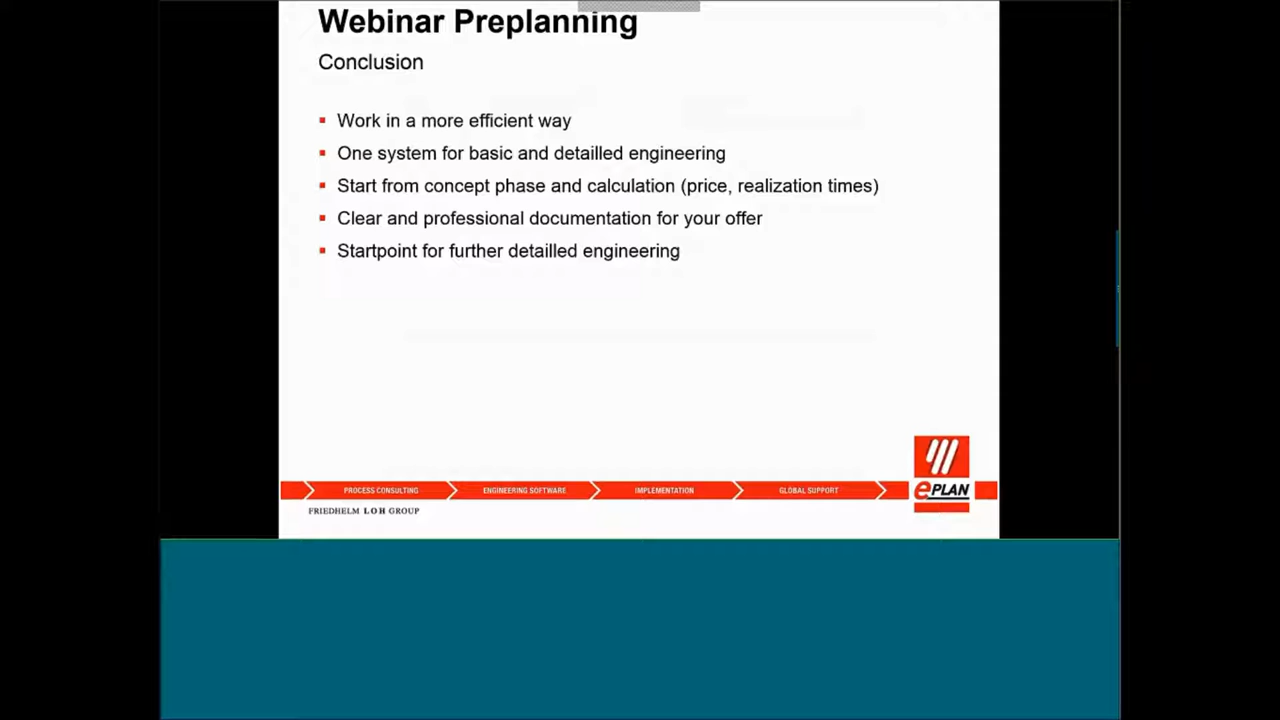 Webinar Preplanning
Conclusion
Work in a more efficient way
One system for basic and detailled engineering
Start from concept phase and calculation (price, realization times)
Clear and professional documentation for your offer
Startpoint for further detailled engineering
PROCESS CONSULTING
ENGINEERING SOFTWARE
IMPLEMENTATION
GLOBAL SUPPORT
ePLAN
FRIEDHELM LOH GROUP